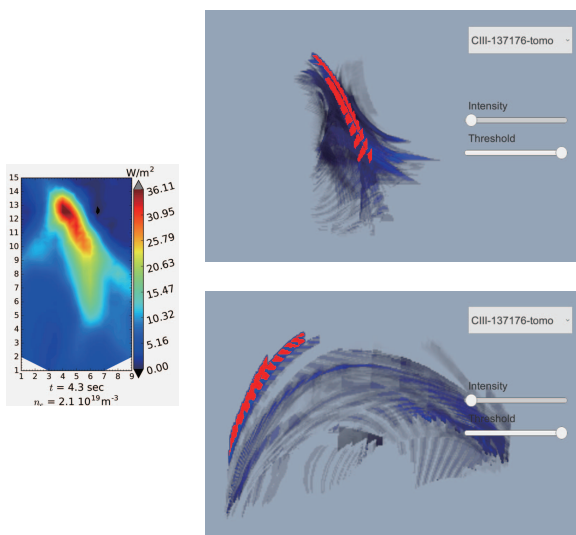 W/m²
15
14
13
12
11
10
9
8
7
6
5
4
3
2
1
1 2 3 4 5 6 7 8 9
36.11
30.95
25.79
20.63
15.47
10.32
5.16
0.00
t = 4.3 sec
nₑ = 2.1 10¹⁹m⁻³
CIII-137176-tomo
Intensity
Threshold
CIII-137176-tomo
Intensity
Threshold